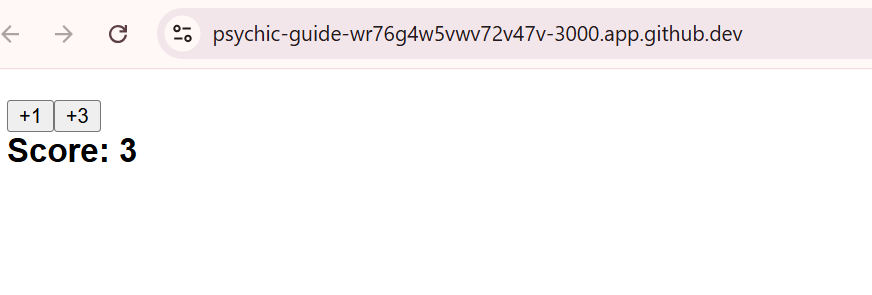 psychic-guide-wr76g4w5vwv72v47v-3000.app.github.dev
+1 +3
Score: 3